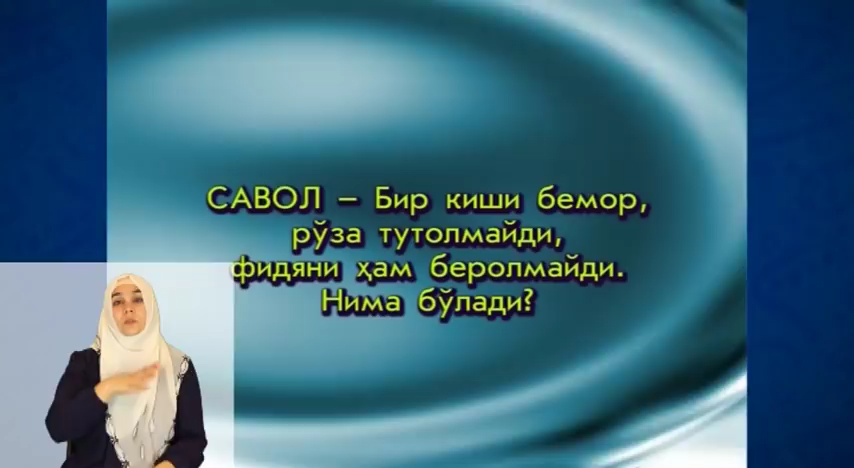 САВОЛ – Бир киши бемор,
рўза тутолмайди,
фидяни ҳам беролмайди.
Нима бўлади?